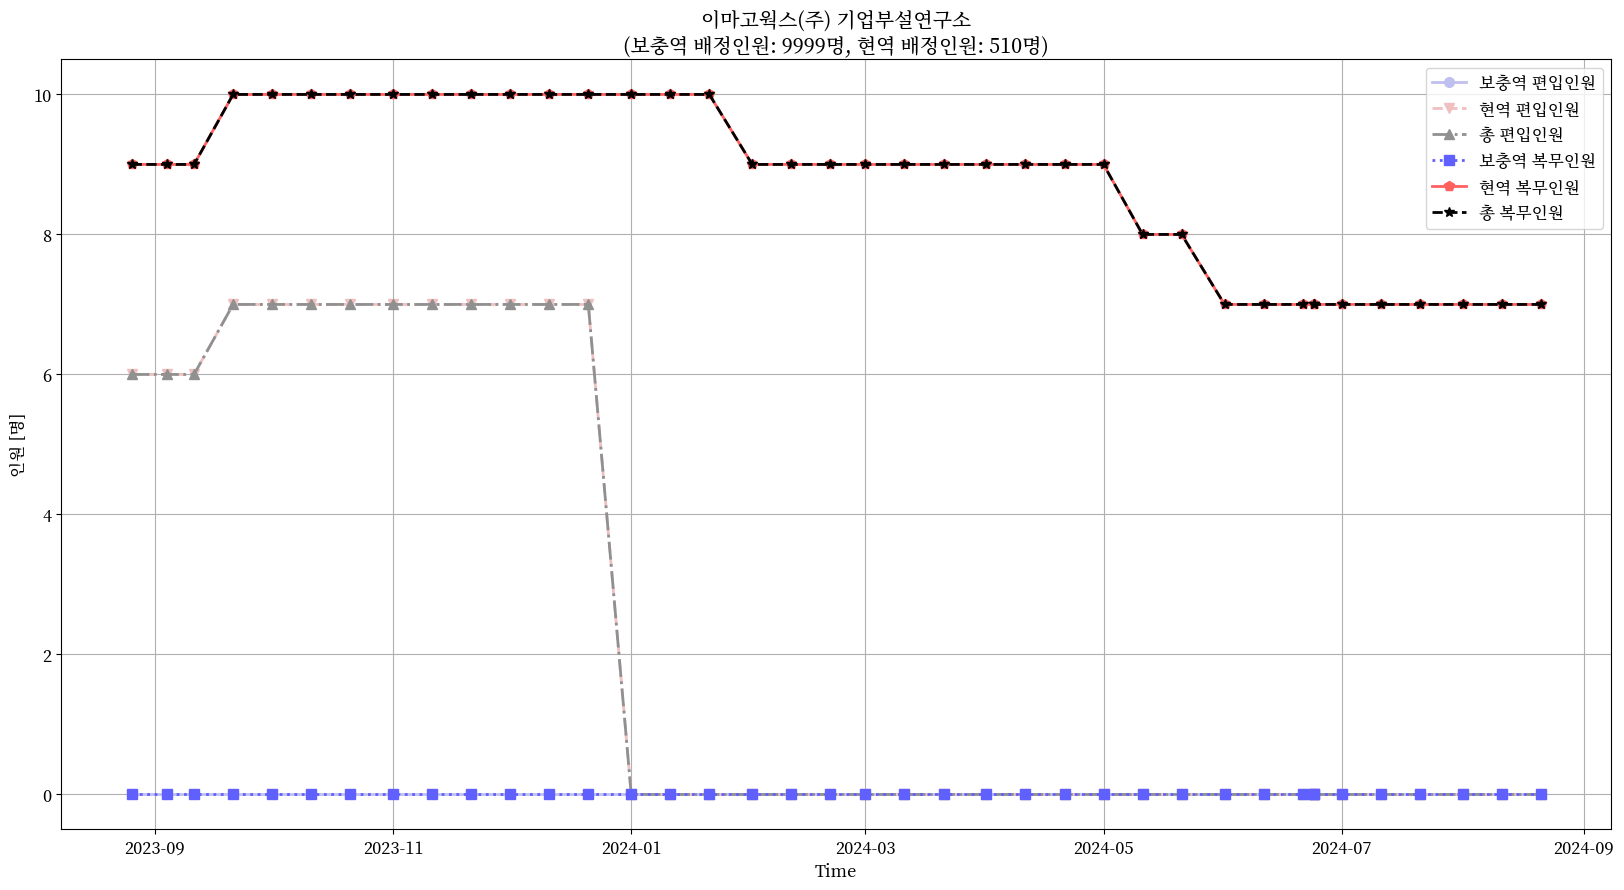 이마고웍스(주) 기업부설연구소
(보충역 배정인원: 9999명, 현역 배정인원: 510명)
보충역 편입인원
현역 편입인원
총 편입인원
보충역 복무인원
현역 복무인원
총 복무인원
인원 [명]
10
8
6
4
2
0
2023-09
2023-11
2024-01
2024-03
2024-05
2024-07
2024-09
Time